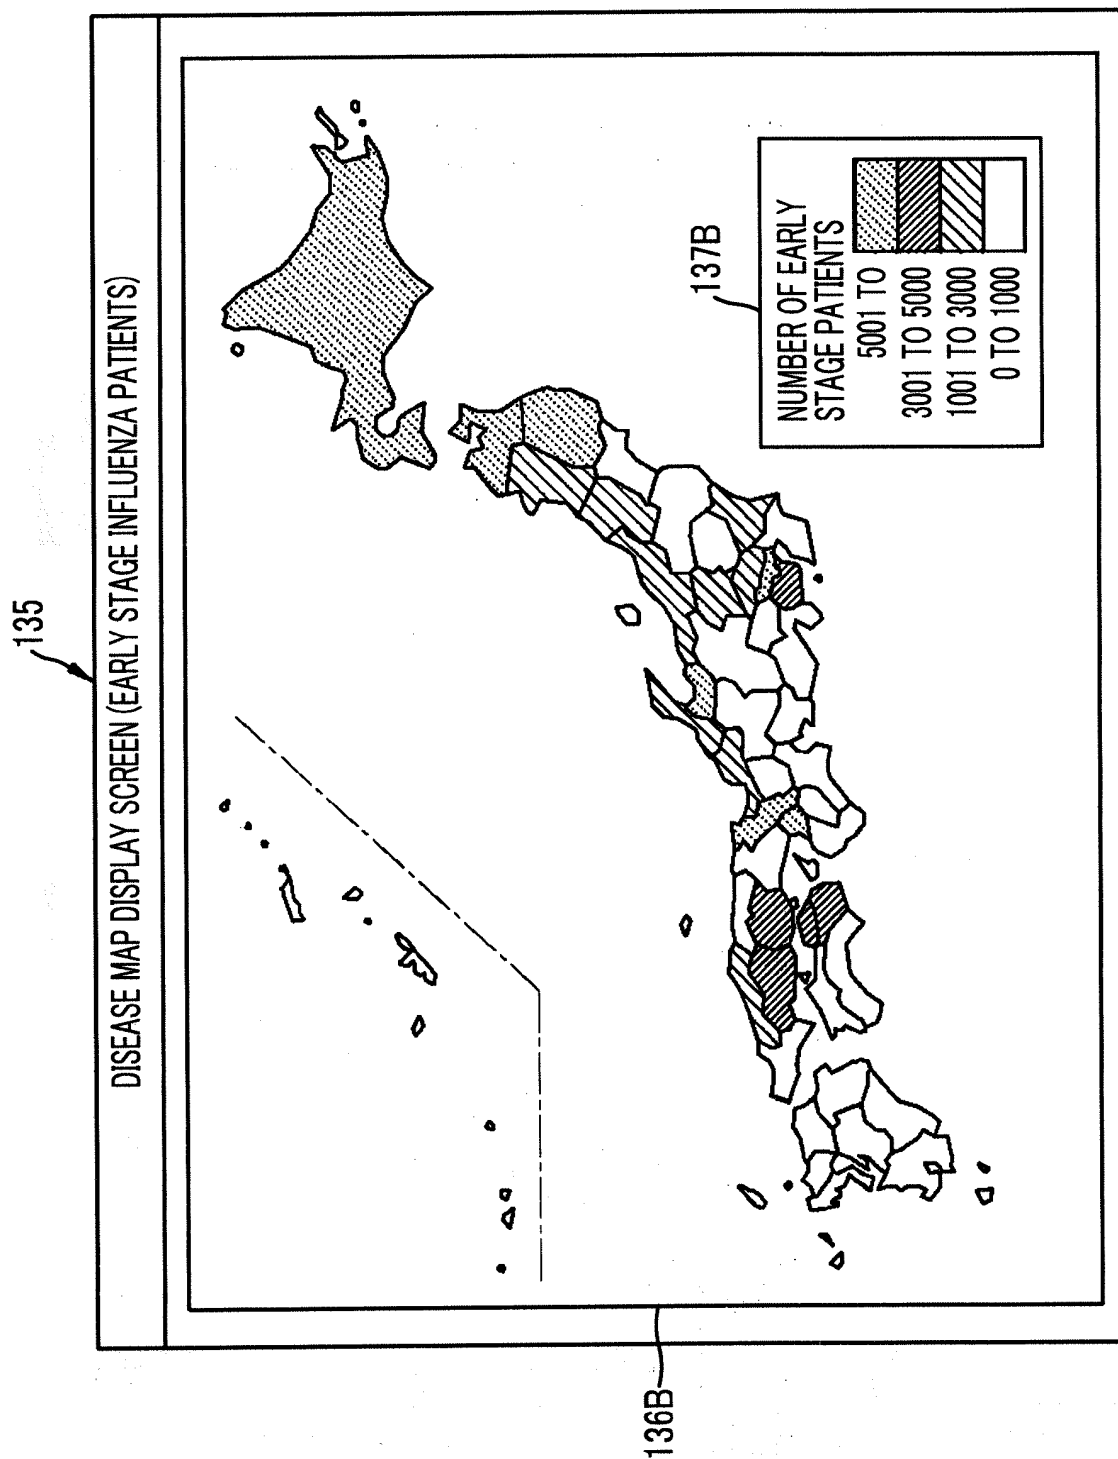 135
DISEASE MAP DISPLAY SCREEN (EARLY STAGE INFLUENZA PATIENTS)
136B
137B
NUMBER OF EARLY
STAGE PATIENTS
5001 TO
3001 TO 5000
1001 TO 3000
0 TO 1000